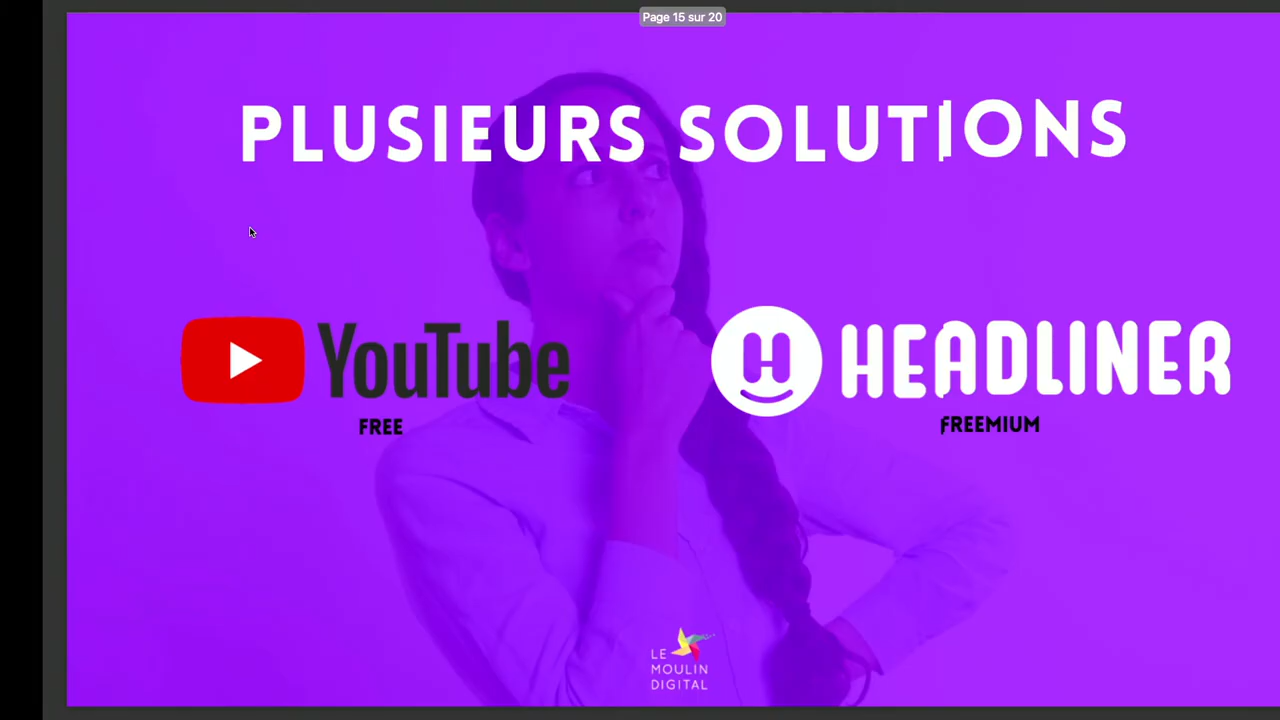 Page 15 sur 20
PLUSIEURS SOLUTIONS
YouTube
FREE
HEADLINER
FREEMIUM
LE
MOULIN
DIGITAL